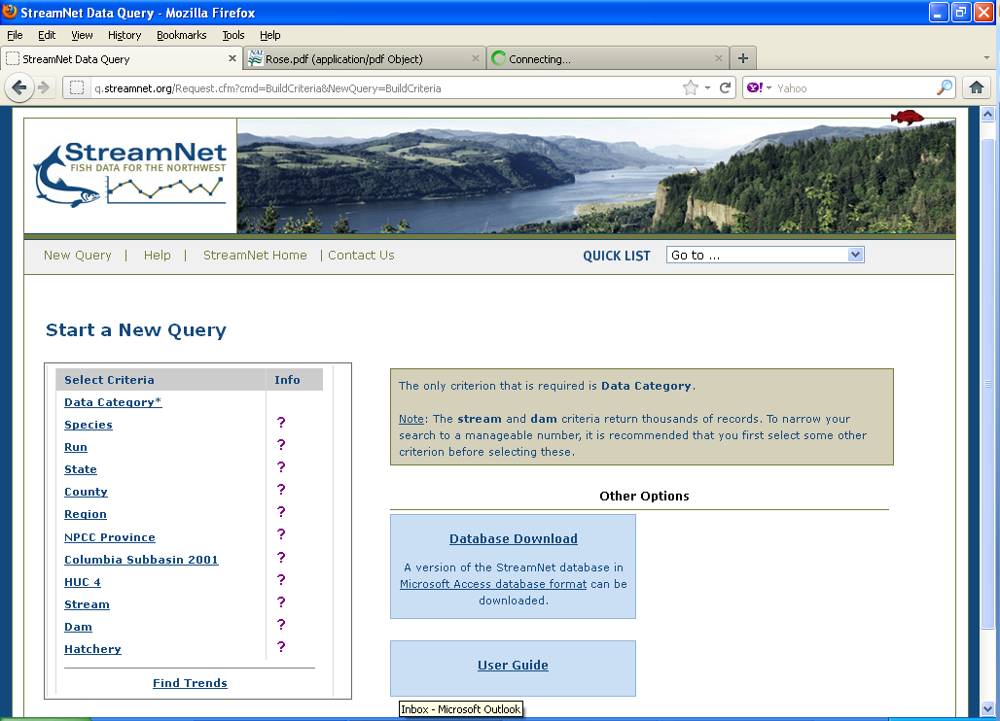 StreamNet Data Query - Mozilla Firefox
File Edit View History Bookmarks Tools Help
StreamNet Data Query × Rose.pdf (application/pdf Object) × Connecting... × +
q.streamnet.org/Request.cfm?cmd=BuildCriteria&NewQuery=BuildCriteria Y! Yahoo
StreamNet
FISH DATA FOR THE NORTHWEST
New Query | Help | StreamNet Home | Contact Us QUICK LIST Go to ...
Start a New Query
Select Criteria Info
Data Category*
Species ?
Run ?
State ?
County ?
Region ?
NPCC Province ?
Columbia Subbasin 2001 ?
HUC 4 ?
Stream ?
Dam ?
Hatchery ?
Find Trends
The only criterion that is required is Data Category.
Note: The stream and dam criteria return thousands of records. To narrow your
search to a manageable number, it is recommended that you first select some other
criterion before selecting these.
Other Options
Database Download
A version of the StreamNet database in
Microsoft Access database format can be
downloaded.
User Guide
Inbox - Microsoft Outlook